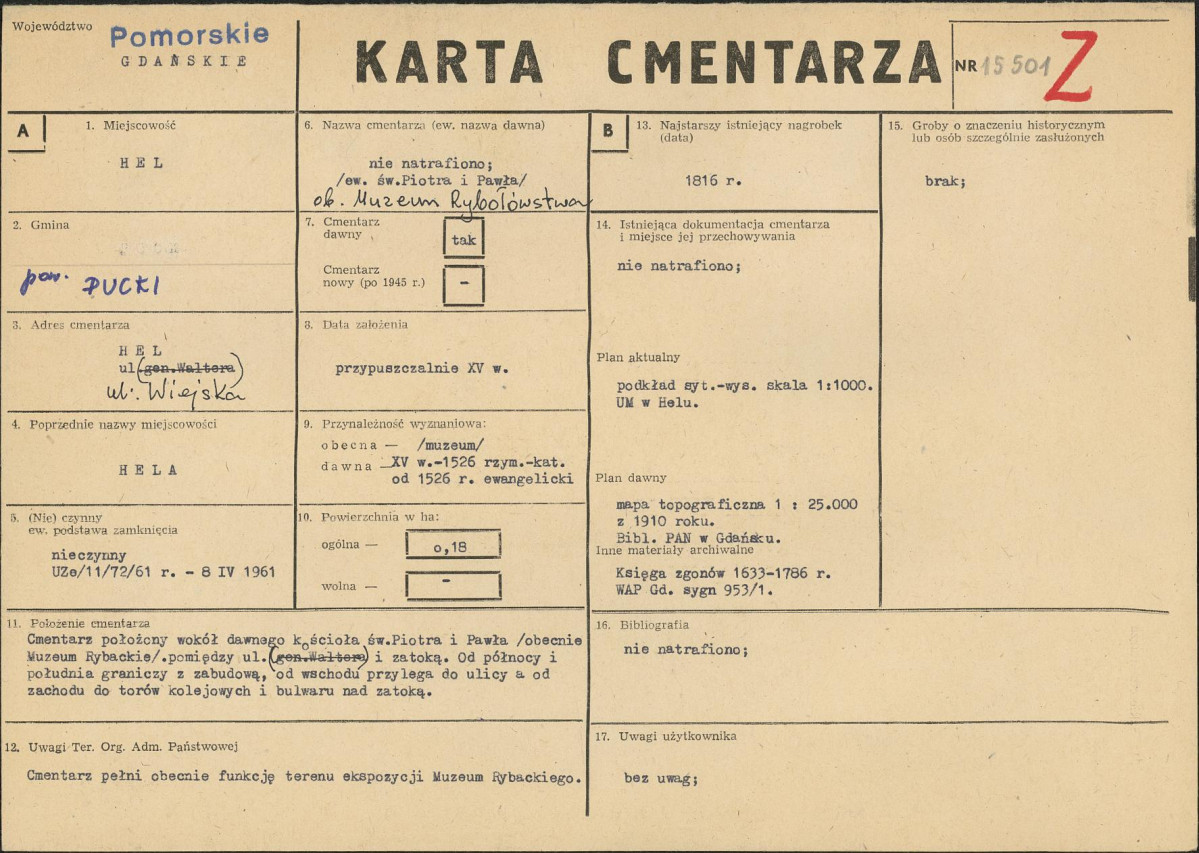 Województwo
Pomorskie
GDAŃSKIE
KARTA CMENTARZA
NR 15 501 Z
A
1. Miejscowość
HEL
2. Gmina
pow. PUCKI
3. Adres cmentarza
HEL
ul. gen.Waltera
ul. Wiejska
4. Poprzednie nazwy miejscowości
HELA
5. (Nie) czynny
ew. podstawa zamknięcia
nieczynny
UZe/11/72/61 r. - 8 IV 1961
6. Nazwa cmentarza (ew. nazwa dawna)
nie natrafiono;
/ew. św.Piotra i Pawła/
ob. Muzeum Rybołówstwa
7. Cmentarz
dawny
tak
Cmentarz
nowy (po 1945 r.)
-
8. Data założenia
przypuszczalnie XV w.
9. Przynależność wyznaniowa:
obecna — /muzeum/
dawna — XV w.-1526 rzym.-kat.
od 1526 r. ewangelicki
10. Powierzchnia w ha:
ogólna — o,18
wolna — -
11. Położenie cmentarza
Cmentarz położony wokół dawnego kościoła św.Piotra i Pawła /obecnie
Muzeum Rybackie/.pomiędzy ul. gen.Waltera i zatoką. Od północy i
południa graniczy z zabudową, od wschodu przylega do ulicy a od
zachodu do torów kolejowych i bulwaru nad zatoką.
12. Uwagi Ter. Org. Adm. Państwowej
Cmentarz pełni obecnie funkcję terenu ekspozycji Muzeum Rybackiego.
B
13. Najstarszy istniejący nagrobek
(data)
1816 r.
14. Istniejąca dokumentacja cmentarza
i miejsce jej przechowywania
nie natrafiono;
Plan aktualny
podkład syt.-wys. skala 1:1000.
UM w Helu.
Plan dawny
mapa topograficzna 1 : 25.000
z 1910 roku.
Bibl. PAN w Gdańsku.
Inne materiały archiwalne
Księga zgonów 1633-1786 r.
WAP Gd. sygn 953/1.
15. Groby o znaczeniu historycznym
lub osób szczególnie zasłużonych
brak;
16. Bibliografia
nie natrafiono;
17. Uwagi użytkownika
bez uwag;